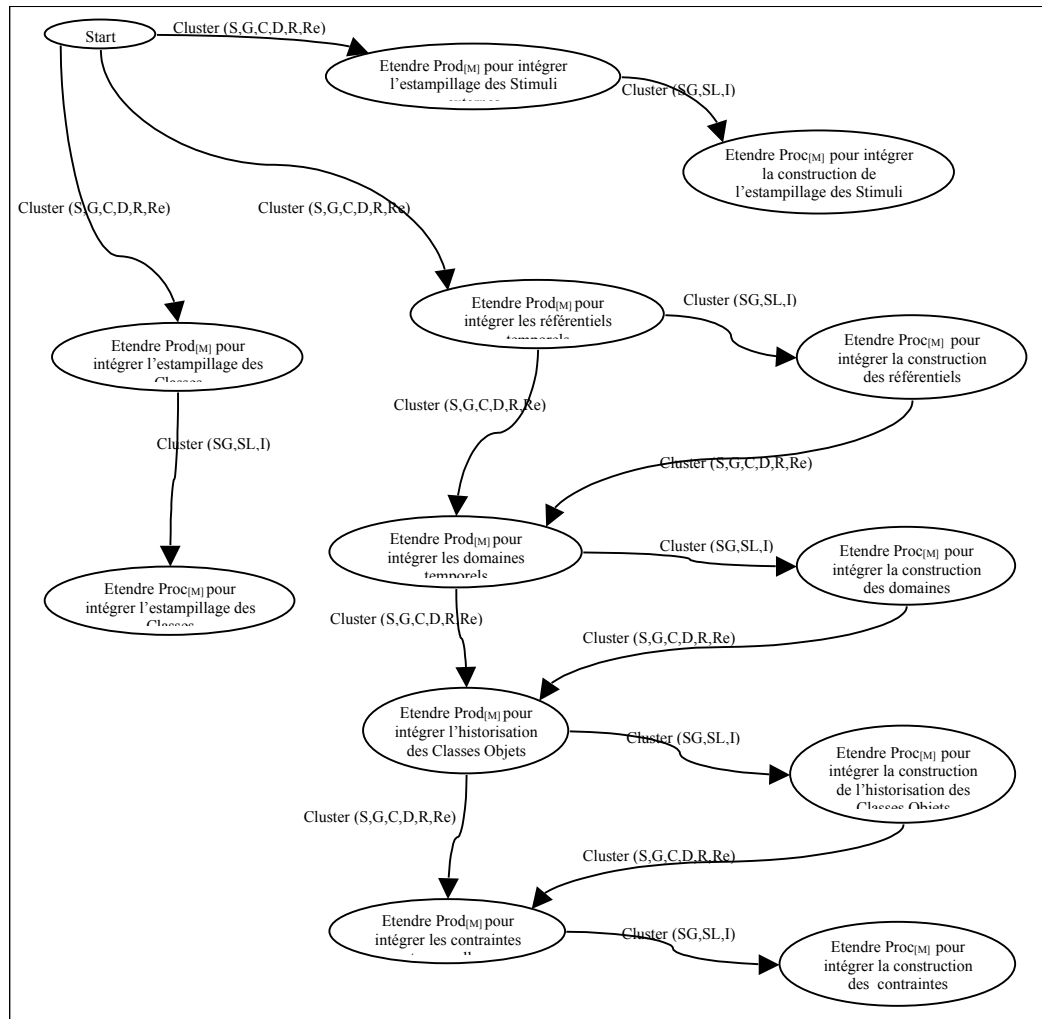 Start
Cluster (S,G,C,D,R,Re)
Etendre Prod[M] pour intégrer
l'estampillage des Stimuli
Cluster (SG,SL,I)
Etendre Proc[M] pour intégrer
la construction de
l'estampillage des Stimuli
Cluster (S,G,C,D,R,Re)
Cluster (S,G,C,D,R,Re)
Etendre Prod[M] pour
intégrer les référentiels
temporels
Cluster (SG,SL,I)
Etendre Proc[M] pour
intégrer la construction
des référentiels
Etendre Prod[M] pour
intégrer l'estampillage des
Classes
Cluster (S,G,C,D,R,Re)
Cluster (SG,SL,I)
Cluster (S,G,C,D,R,Re)
Etendre Prod[M] pour
intégrer les domaines
temporels
Cluster (SG,SL,I)
Etendre Proc[M] pour
intégrer la construction
des domaines
Etendre Proc[M] pour
intégrer l'estampillage des
Classes
Cluster (S,G,C,D,R,Re)
Cluster (S,G,C,D,R,Re)
Etendre Prod[M] pour
intégrer l'historisation
des Classes Objets
Cluster (SG,SL,I)
Etendre Proc[M] pour
intégrer la construction
de l'historisation des
Classes Objets
Cluster (S,G,C,D,R,Re)
Cluster (S,G,C,D,R,Re)
Etendre Prod[M] pour
intégrer les contraintes
Cluster (SG,SL,I)
Etendre Proc[M] pour
intégrer la construction
des contraintes